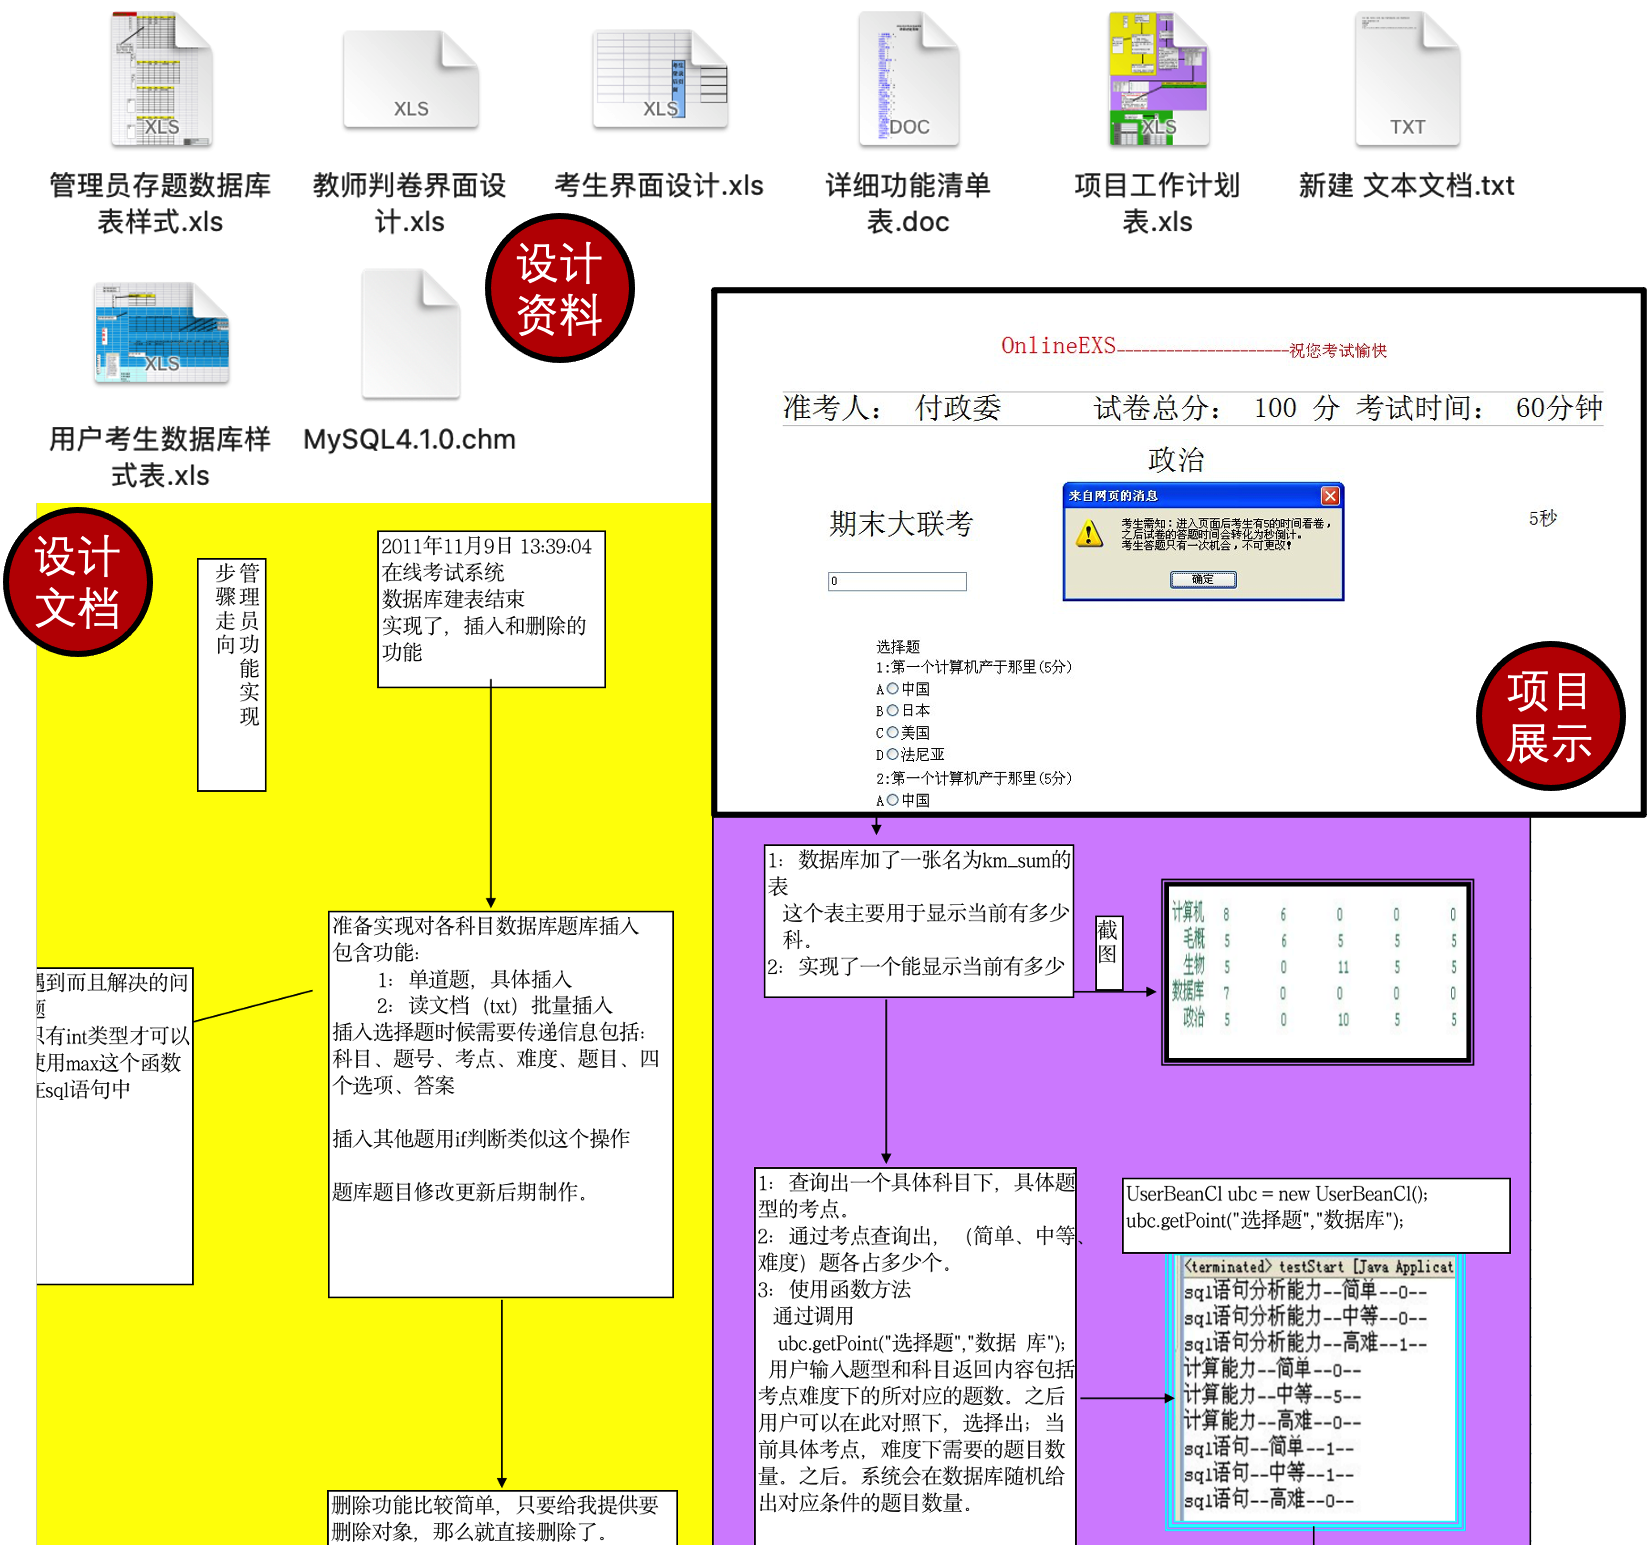 XLS
XLS
XLS
DOC
XLS
TXT
管理员存题数据库
表样式.xls
教师判卷界面设
计.xls
考生界面设计.xls
详细功能清单
表.doc
项目工作计划
表.xls
新建 文本文档.txt
设计
资料
XLS
用户考生数据库样
式表.xls
MySQL4.1.0.chm
OnlineEXS---------------------祝您考试愉快
准考人： 付政委 试卷总分： 100 分 考试时间： 60分钟
政治
来自网页的消息
考生需知：进入页面后考生有5的时间看卷，
之后试卷的答题时间会转化为秒倒计。
考生答题只有一次机会，不可更改！
确定
期末大联考
5秒
0
选择题
1:第一个计算机产于那里(5分)
A 中国
B 日本
C 美国
D 法尼亚
2:第一个计算机产于那里(5分)
A 中国
项目
展示
设计
文档
管理员功能实现
步骤走向
2011年11月9日 13:39:04
在线考试系统
数据库建表结束
实现了，插入和删除的
功能
准备实现对各科目数据库题库插入
包含功能：
1：单道题，具体插入
2：读文档（txt）批量插入
插入选择题时候需要传递信息包括：
科目、题号、考点、难度、题目、四
个选项、答案
插入其他题用if判断类似这个操作
题库题目修改更新后期制作。
遇到而且解决的问
题
只有int类型才可以
使用max这个函数
在sql语句中
删除功能比较简单，只要给我提供要
删除对象，那么就直接删除了。
1：数据库加了一张名为km_sum的
表
这个表主要用于显示当前有多少
科。
2：实现了一个能显示当前有多少
截
图
计算机 8 6 0 0 0
毛概 5 6 5 5 5
生物 5 0 11 5 5
数据库 7 0 0 0 0
政治 5 0 10 5 5
1：查询出一个具体科目下，具体题
型的考点。
2：通过考点查询出，（简单、中等、
难度）题各占多少个。
3：使用函数方法
通过调用
ubc.getPoint("选择题","数据 库");
用户输入题型和科目返回内容包括
考点难度下的所对应的题数。之后
用户可以在此对照下，选择出；当
前具体考点，难度下需要的题目数
量。之后。系统会在数据库随机给
出对应条件的题目数量。
UserBeanCl ubc = new UserBeanCl();
ubc.getPoint("选择题","数据库");
<terminated> testStart [Java Applicat
sql语句分析能力--简单--0--
sql语句分析能力--中等--0--
sql语句分析能力--高难--1--
计算能力--简单--0--
计算能力--中等--5--
计算能力--高难--0--
sql语句--简单--1--
sql语句--中等--1--
sql语句--高难--0--